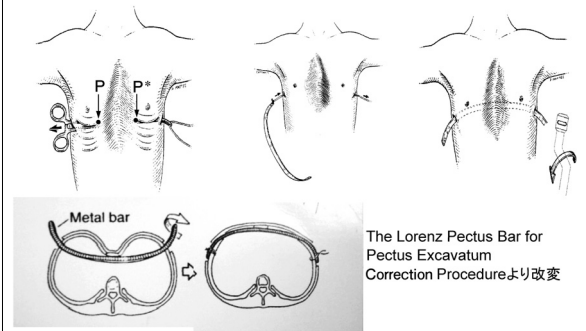 P P*
Metal bar
The Lorenz Pectus Bar for
Pectus Excavatum
Correction Procedureより改変